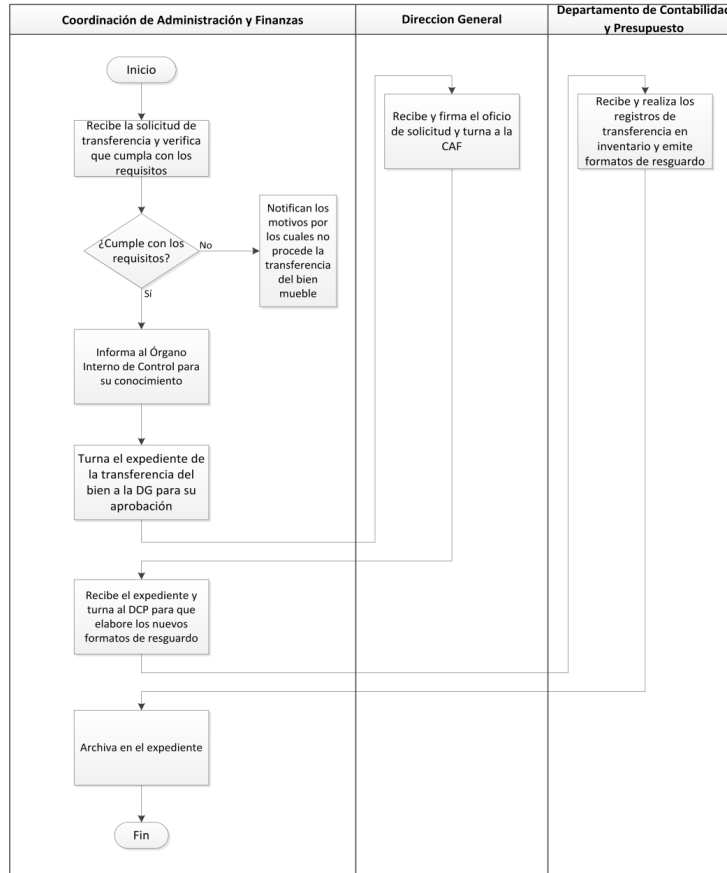 Coordinación de Administración y Finanzas
Direccion General
Departamento de Contabilidad
y Presupuesto
Inicio
Recibe la solicitud de
transferencia y verifica
que cumpla con los
requisitos
¿Cumple con los
requisitos?
No
Notifican los
motivos por
los cuales no
procede la
transferencia
del bien
mueble
Sí
Informa al Órgano
Interno de Control para
su conocimiento
Turna el expediente de
la transferencia del
bien a la DG para su
aprobación
Recibe y firma el oficio
de solicitud y turna a la
CAF
Recibe el expediente y
turna al DCP para que
elabore los nuevos
formatos de resguardo
Recibe y realiza los
registros de
transferencia en
inventario y emite
formatos de resguardo
Archiva en el expediente
Fin